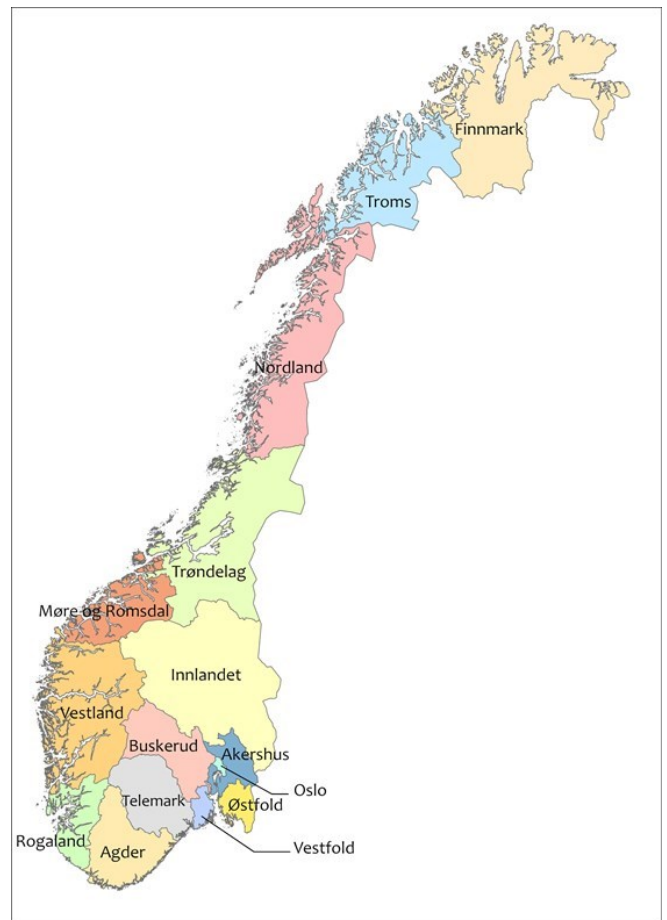 Finnmark
Troms
Nordland
Trøndelag
Møre og Romsdal
Innlandet
Vestland
Buskerud
Akershus
Oslo
Telemark
Østfold
Rogaland
Agder
Vestfold